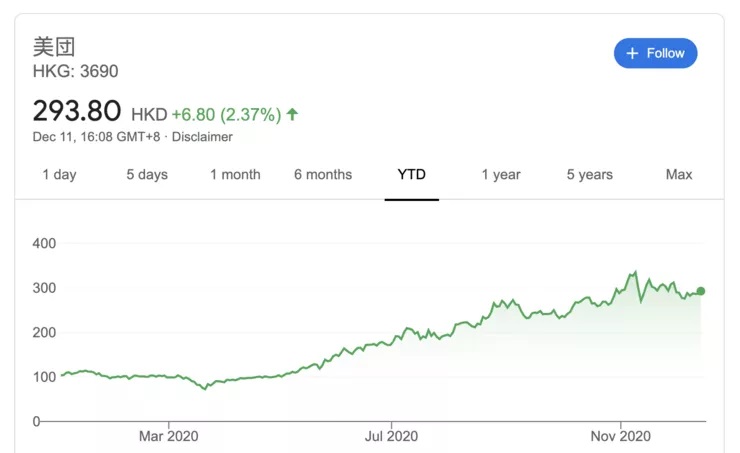 美団
HKG: 3690
+ Follow
293.80 HKD +6.80 (2.37%) ↑
Dec 11, 16:08 GMT+8 · Disclaimer
1 day 5 days 1 month 6 months YTD 1 year 5 years Max
400
300
200
100
0
Mar 2020 Jul 2020 Nov 2020